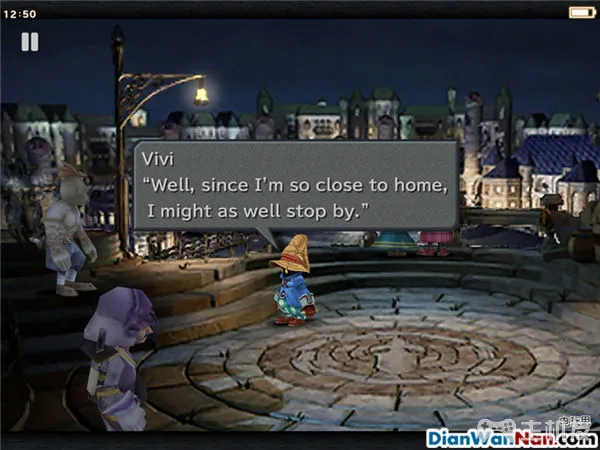 12:50
Vivi
“Well, since I’m so close to home,
I might as well stop by.”
DianWanNan.com